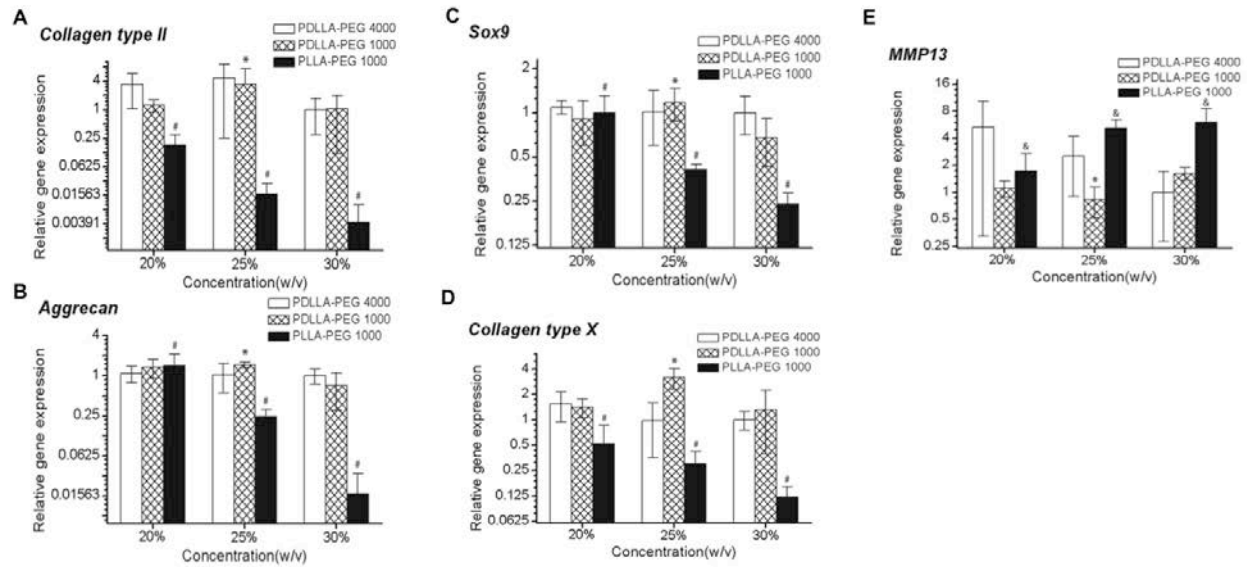 A
Collagen type II
PDLLA-PEG 4000
PDLLA-PEG 1000
PLLA-PEG 1000
Relative gene expression
4
1
0.25
0.0625
0.01563
0.00391
*
#
#
#
20%
25%
30%
Concentration(w/v)
B
Aggrecan
PDLLA-PEG 4000
PDLLA-PEG 1000
PLLA-PEG 1000
Relative gene expression
4
1
0.25
0.0625
0.01563
#
*
#
#
20%
25%
30%
Concentration(w/v)
C
Sox9
PDLLA-PEG 4000
PDLLA-PEG 1000
PLLA-PEG 1000
Relative gene expression
2
1
0.5
0.25
0.125
#
*
#
#
20%
25%
30%
Concentration(w/v)
D
Collagen type X
PDLLA-PEG 4000
PDLLA-PEG 1000
PLLA-PEG 1000
Relative gene expression
4
2
1
0.5
0.25
0.125
0.0625
#
*
#
#
20%
25%
30%
Concentration(w/v)
E
MMP13
PDLLA-PEG 4000
PDLLA-PEG 1000
PLLA-PEG 1000
Relative gene expression
16
8
4
2
1
0.5
0.25
&
*
&
&
20%
25%
30%
Concentration(w/v)